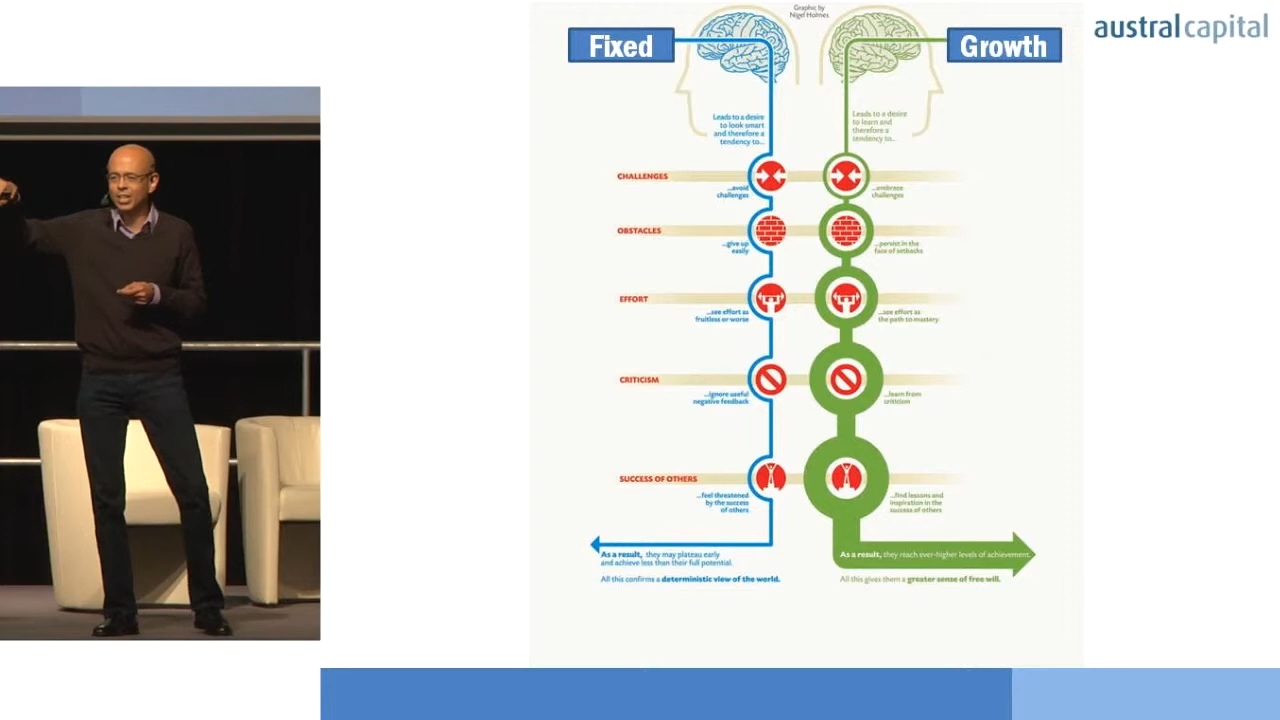 Graphic by
Nigel Holmes
australcapital
Fixed
Growth
Leads to a desire
to look smart
and therefore a
tendency to...
Leads to a desire
to learn and
therefore a
tendency to...
CHALLENGES
...avoid
challenges
...embrace
challenges
OBSTACLES
...give up
easily
...persist in the
face of setbacks
EFFORT
...see effort as
fruitless or worse
...see effort as
the path to mastery
CRITICISM
...ignore useful
negative feedback
...learn from
criticism
SUCCESS OF OTHERS
...feel threatened
by the success
of others
...find lessons and
inspiration in the
success of others
As a result, they may plateau early
and achieve less than their full potential.
All this confirms a deterministic view of the world.
As a result, they reach ever-higher levels of achievement.
All this gives them a greater sense of free will.